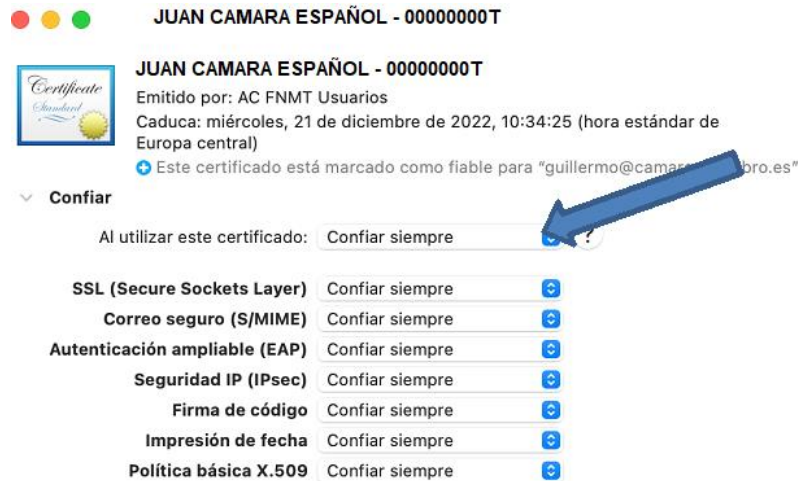 JUAN CAMARA ESPAÑOL - 00000000T
Certificate
Standard
JUAN CAMARA ESPAÑOL - 00000000T
Emitido por: AC FNMT Usuarios
Caduca: miércoles, 21 de diciembre de 2022, 10:34:25 (hora estándar de
Europa central)
Este certificado está marcado como fiable para “guillermo@camar bro.es”
Confiar
Al utilizar este certificado: Confiar siempre ?
SSL (Secure Sockets Layer) Confiar siempre
Correo seguro (S/MIME) Confiar siempre
Autenticación ampliable (EAP) Confiar siempre
Seguridad IP (IPsec) Confiar siempre
Firma de código Confiar siempre
Impresión de fecha Confiar siempre
Política básica X.509 Confiar siempre